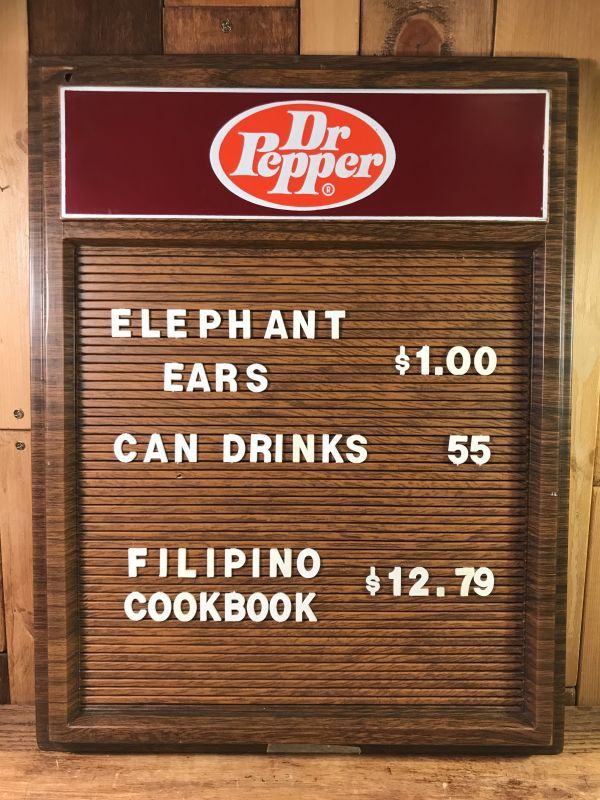 Dr
Pepper
®
ELEPHANT
EARS $1.00
CAN DRINKS 55
FILIPINO
COOKBOOK $12.79